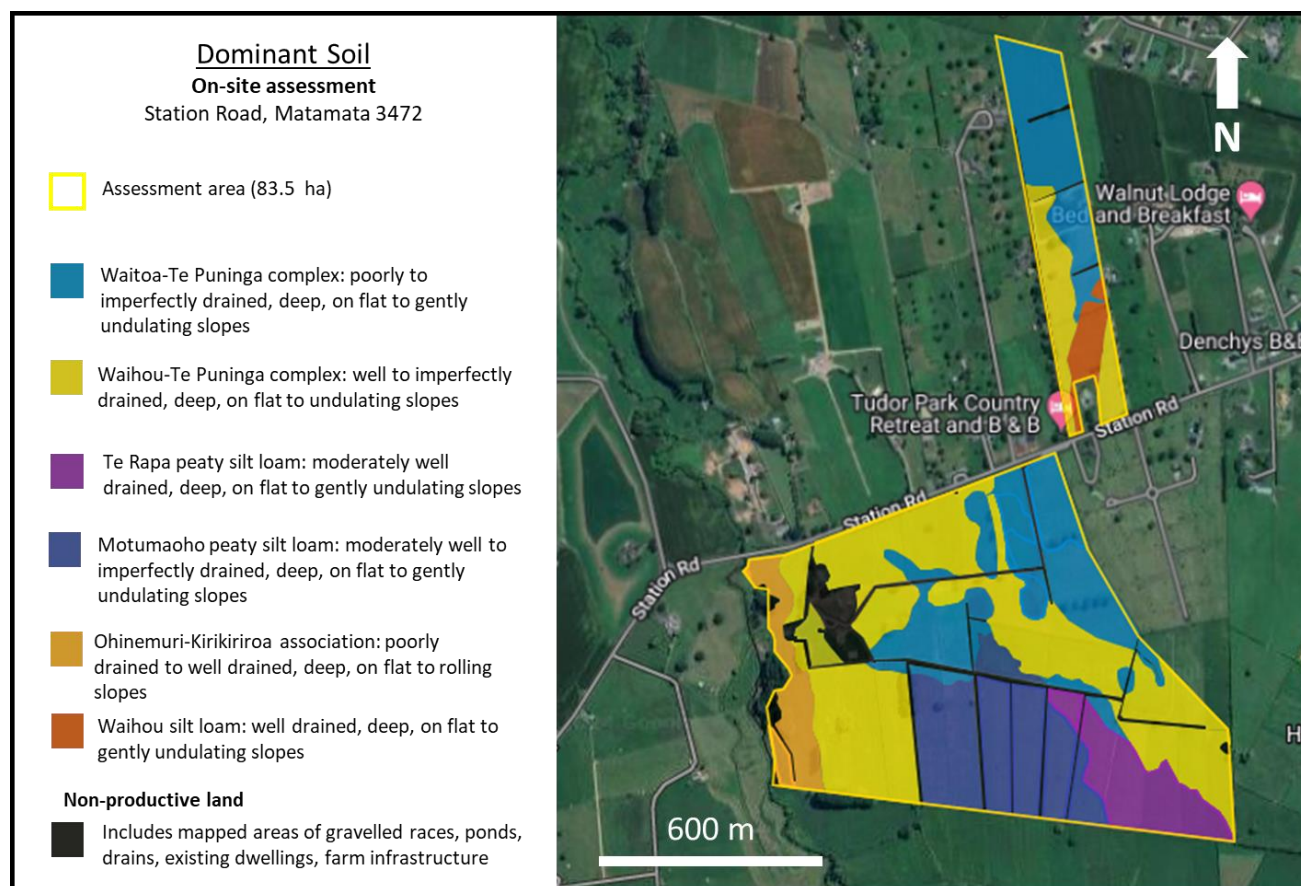 Dominant Soil
On-site assessment
Station Road, Matamata 3472
Assessment area (83.5 ha)
Waitoa-Te Puninga complex: poorly to
imperfectly drained, deep, on flat to gently
undulating slopes
Waihou-Te Puninga complex: well to imperfectly
drained, deep, on flat to undulating slopes
Te Rapa peaty silt loam: moderately well
drained, deep, on flat to gently undulating slopes
Motumaoho peaty silt loam: moderately well to
imperfectly drained, deep, on flat to gently
undulating slopes
Ohinemuri-Kirikiriroa association: poorly
drained to well drained, deep, on flat to rolling
slopes
Waihou silt loam: well drained, deep, on flat to
gently undulating slopes
Non-productive land
Includes mapped areas of gravelled races, ponds,
drains, existing dwellings, farm infrastructure
N
Walnut Lodge
Bed and Breakfast
Denchys B&B
Tudor Park Country
Retreat and B & B
Station Rd
Station Rd
Station Rd
H
600 m